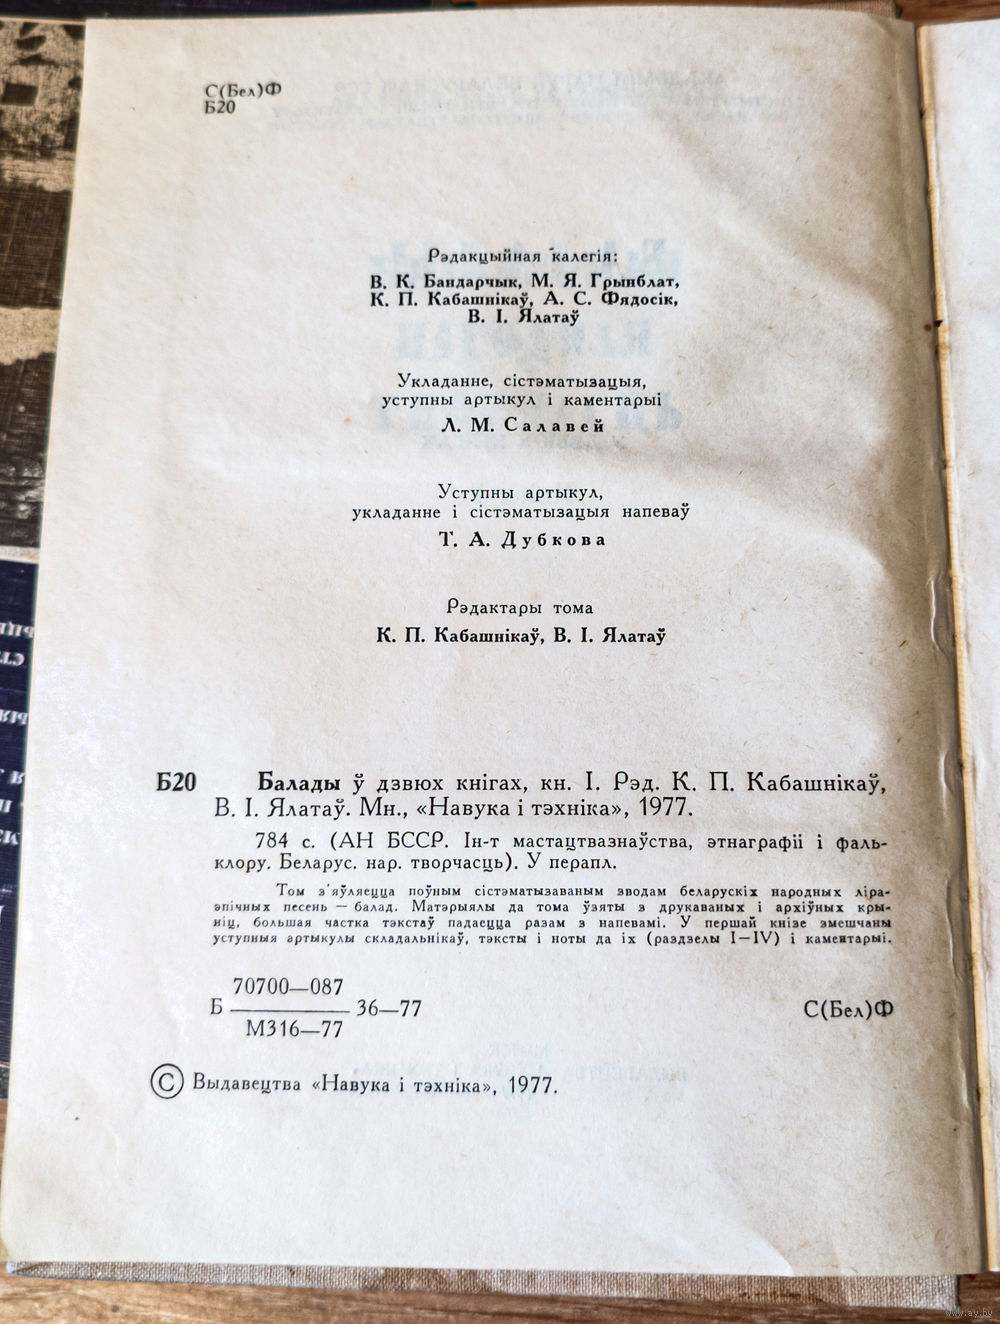 С(Бел)Ф
Б20
Рэдакцыйная калегія:
В. К. Бандарчык, М. Я. Грынблат,
К. П. Кабашнікаў, А. С. Фядосік,
В. І. Ялатаў
Укладанне, сістэматызацыя,
уступны артыкул і каментарыі
Л. М. Салавей
Уступны артыкул,
укладанне і сістэматызацыя напеваў
Т. А. Дубкова
Рэдактары тома
К. П. Кабашнікаў, В. І. Ялатаў
Б20 Балады ў дзвюх кнігах, кн. І. Рэд. К. П. Кабашнікаў,
В. І. Ялатаў. Мн., «Навука і тэхніка», 1977.
784 с. (АН БССР. Ін-т мастацтвазнаўства, этнаграфіі і фаль-
клору. Беларус. нар. творчасць). У перапл.
Том з'яўляецца поўным сістэматызаваным зводам беларускіх народных ліра-
эпічных песень — балад. Матэрыялы да тома ўзяты з друкаваных і архіўных кры-
ніц, большая частка тэкстаў падаецца разам з напевамі. У першай кнізе змешчаны
уступныя артыкулы складальнікаў, тэксты і ноты да іх (раздзелы І—ІV) і каментарыі.
70700—087
Б 36—77
М316—77
С(Бел)Ф
© Выдавецтва «Навука і тэхніка», 1977.
www.ay.by